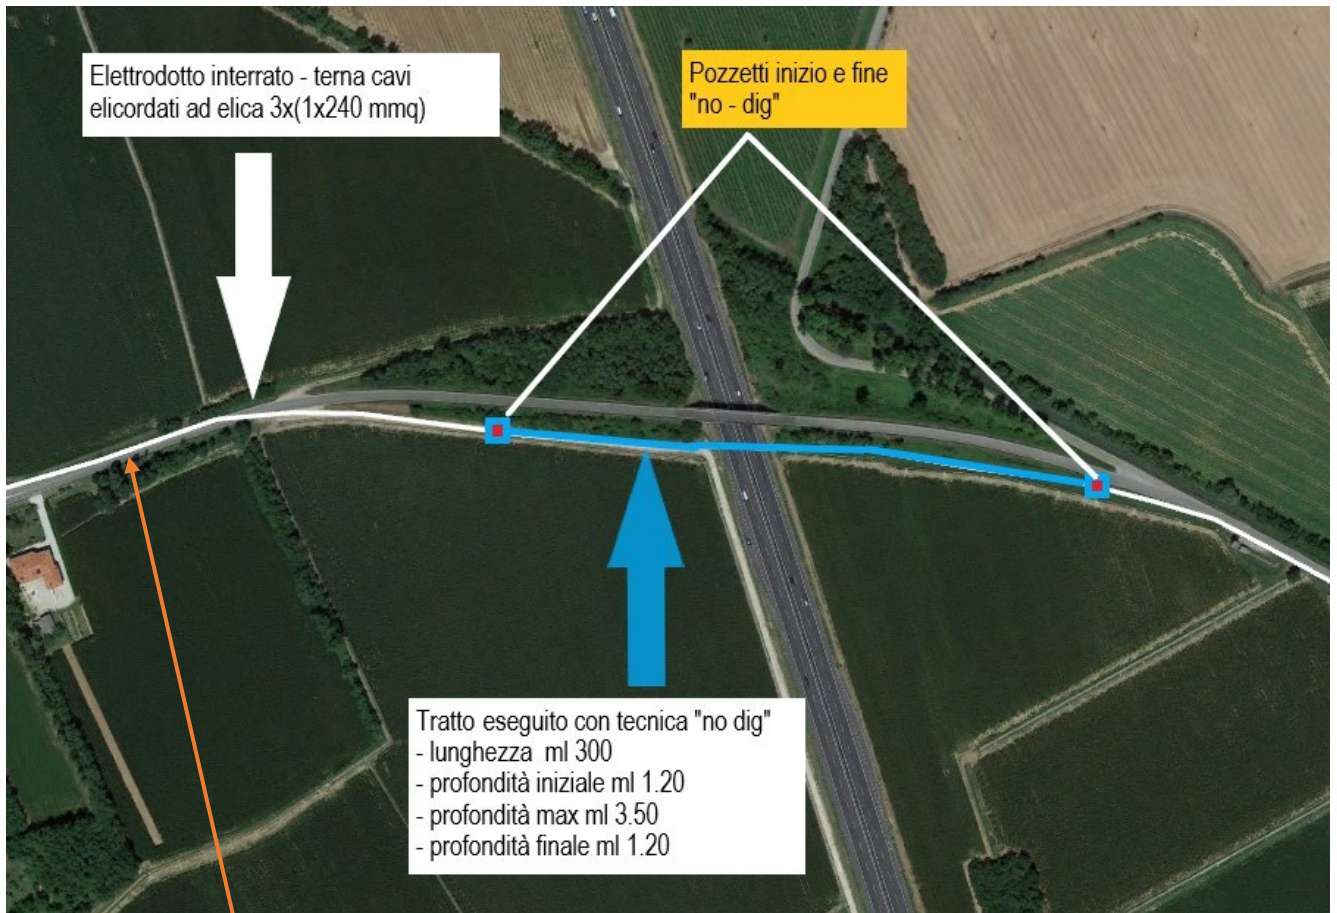 Elettrodotto interrato - terna cavi
elicordati ad elica 3x(1x240 mmq)
Pozzetti inizio e fine
"no - dig"
Tratto eseguito con tecnica "no dig"
- lunghezza ml 300
- profondità iniziale ml 1.20
- profondità max ml 3.50
- profondità finale ml 1.20